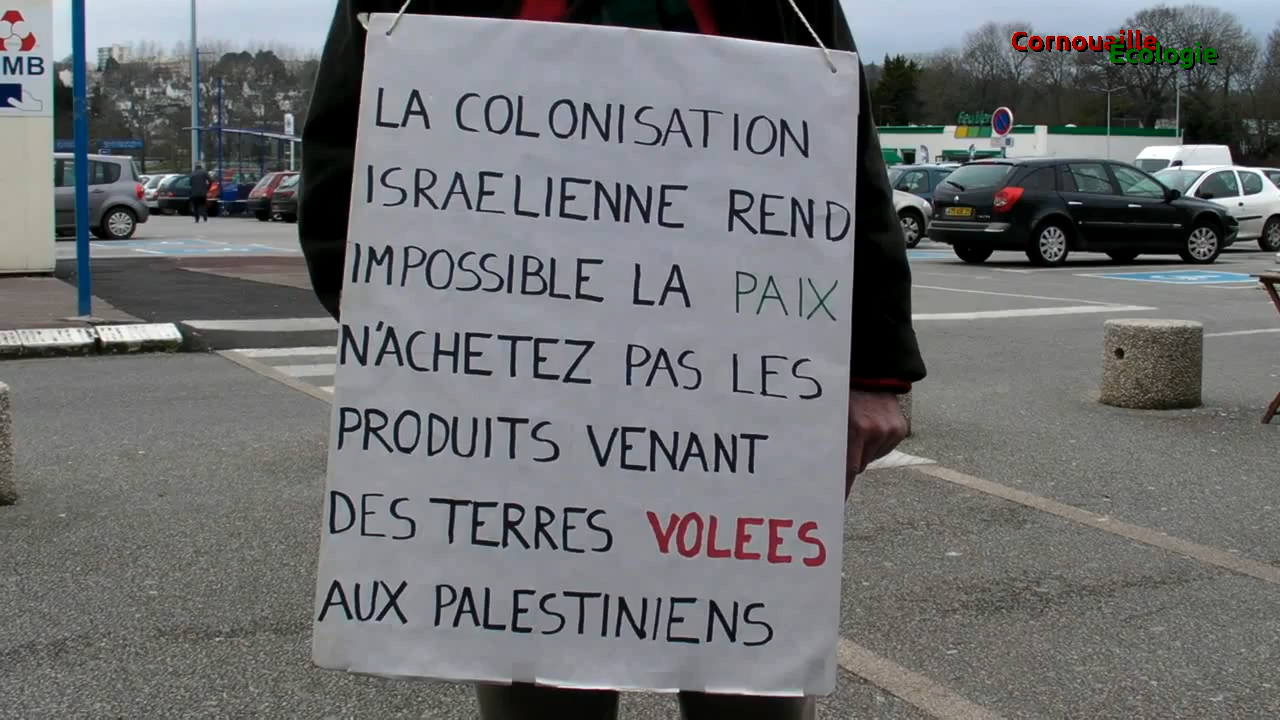 Cornouaille
Ecologie
MB
LA COLONISATION
ISRAELIENNE REND
IMPOSSIBLE LA PAIX
N'ACHETEZ PAS LES
PRODUITS VENANT
DES TERRES VOLEES
AUX PALESTINIENS